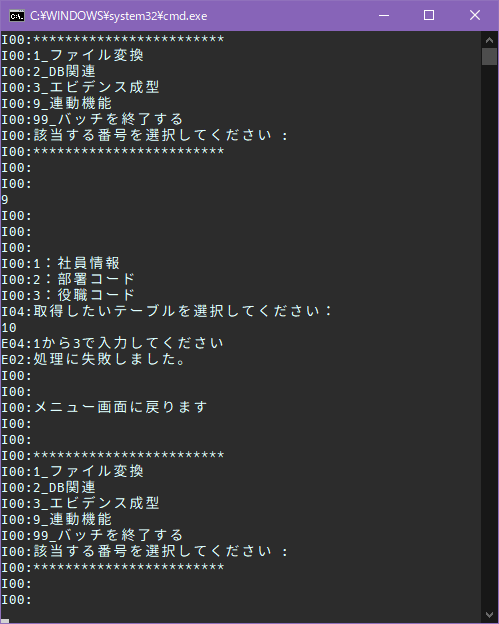 C:¥WINDOWS¥system32¥cmd.exe
I00:************************
I00:1_ファイル変換
I00:2_DB関連
I00:3_エビデンス成型
I00:9_連動機能
I00:99_バッチを終了する
I00:該当する番号を選択してください :
I00:************************
I00:
I00:
9
I00:
I00:
I00:
I00:1：社員情報
I00:2：部署コード
I00:3：役職コード
I04:取得したいテーブルを選択してください：
10
E04:1から3で入力してください
E02:処理に失敗しました。
I00:
I00:
I00:メニュー画面に戻ります
I00:
I00:
I00:************************
I00:1_ファイル変換
I00:2_DB関連
I00:3_エビデンス成型
I00:9_連動機能
I00:99_バッチを終了する
I00:該当する番号を選択してください :
I00:************************
I00:
I00: